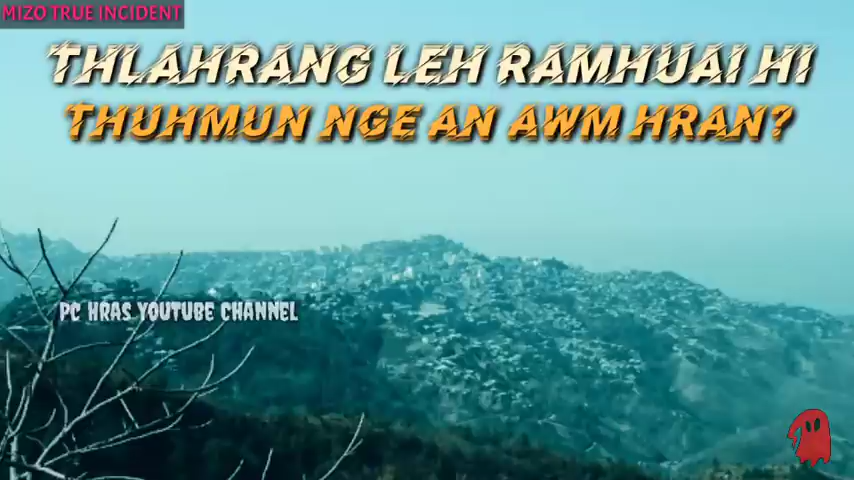 MIZO TRUE INCIDENT
THLAHRANG LEH RAMHUAI HI
THUHMUN NGE AN AWM HRAN?
PC HRAS YOUTUBE CHANNEL